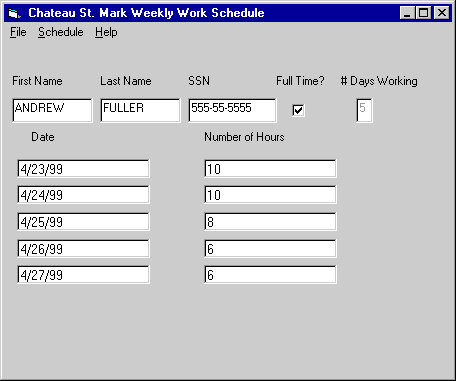 Chateau St. Mark Weekly Work Schedule
File Schedule Help
First Name Last Name SSN Full Time? # Days Working
ANDREW FULLER 555-55-5555 5
Date Number of Hours
4/23/99 10
4/24/99 10
4/25/99 8
4/26/99 6
4/27/99 6